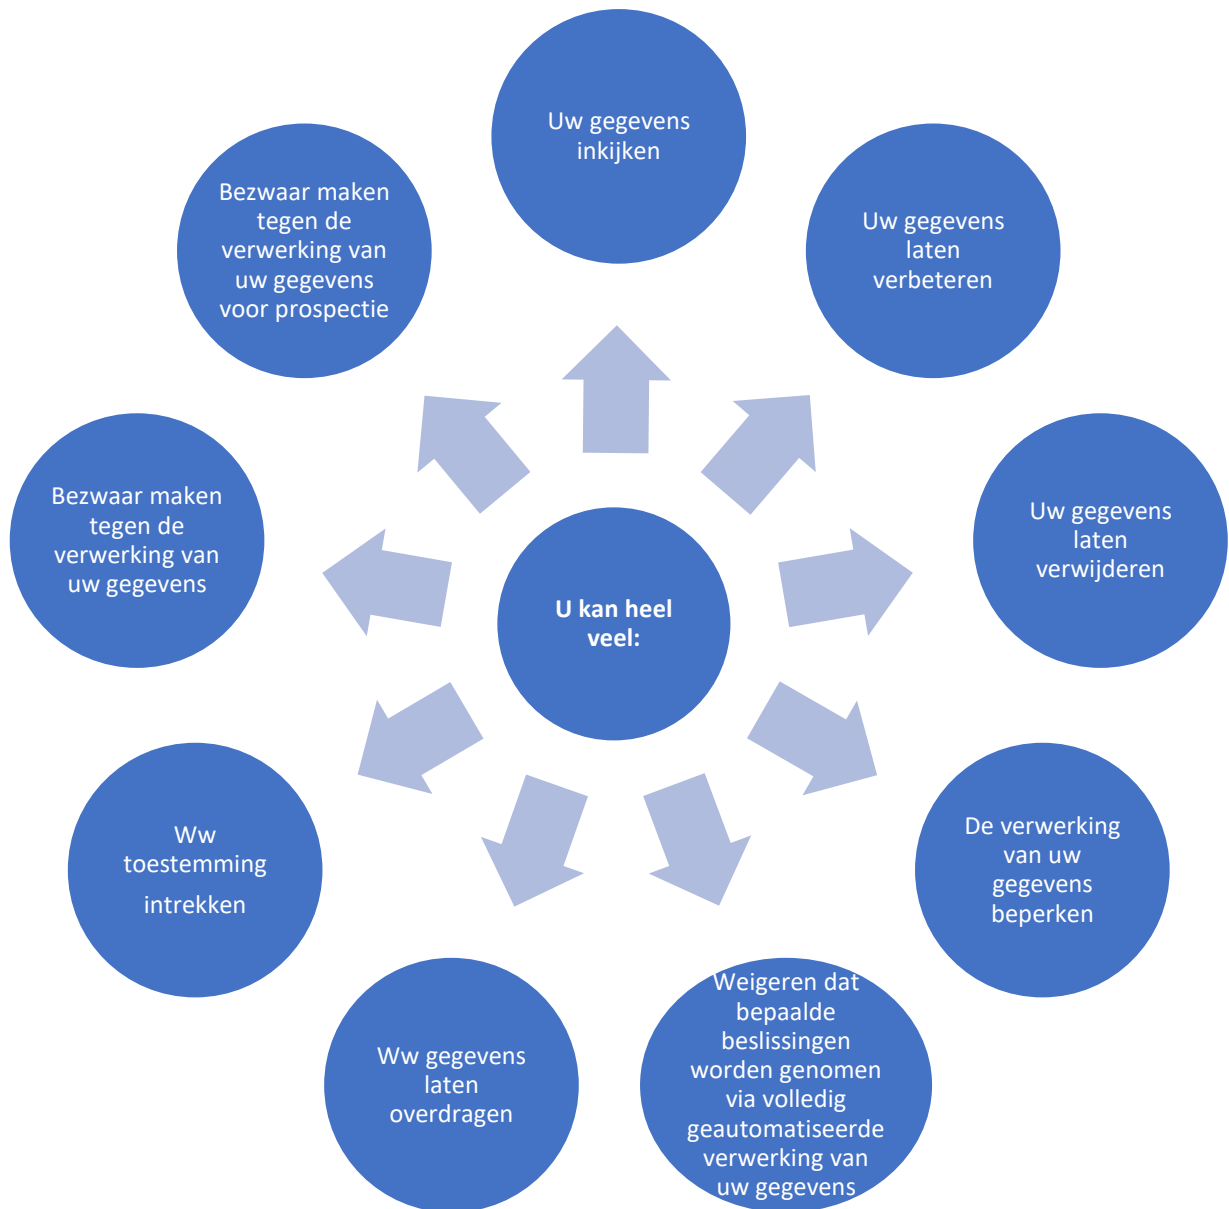 U kan heel
veel:
Uw gegevens
inkijken
Uw gegevens
laten
verbeteren
Uw gegevens
laten
verwijderen
De verwerking
van uw
gegevens
beperken
Weigeren dat
bepaalde
beslissingen
worden genomen
via volledig
geautomatiseerde
verwerking van
uw gegevens
Ww gegevens
laten
overdragen
Ww
toestemming
intrekken
Bezwaar maken
tegen de
verwerking van
uw gegevens
Bezwaar maken
tegen de
verwerking van
uw gegevens
voor prospectie